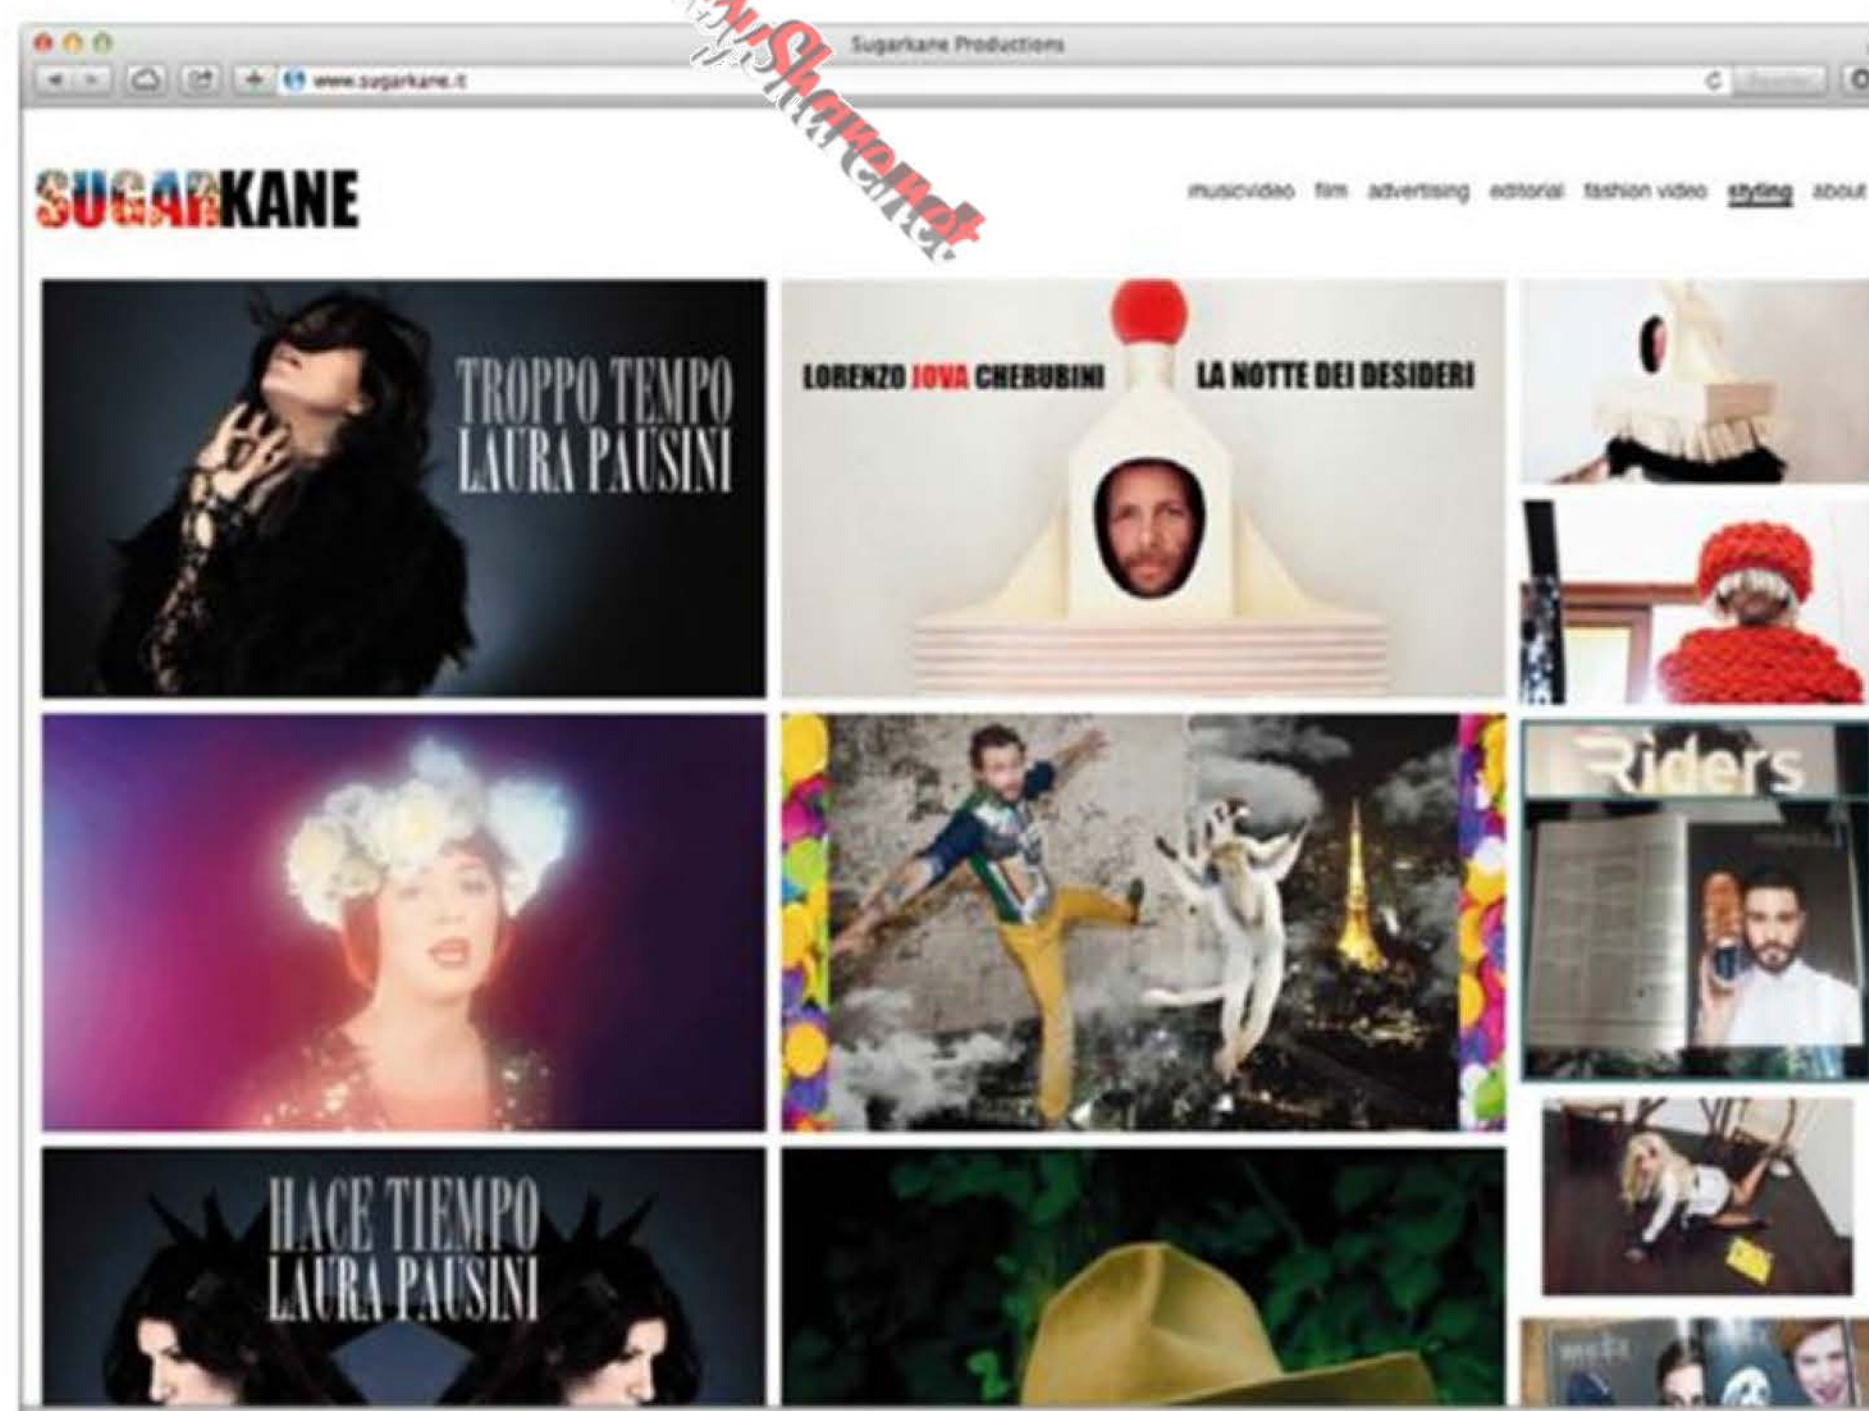 Sugarkane Productions
www.sugarkane.it
SUGARKANE
musicvideo film advertising editorial fashion video styling about
TROPPO TEMPO
LAURA PAUSINI
LORENZO JOVA CHERUBINI
LA NOTTE DEI DESIDERI
Riders
HACE TIEMPO
LAURA PAUSINI